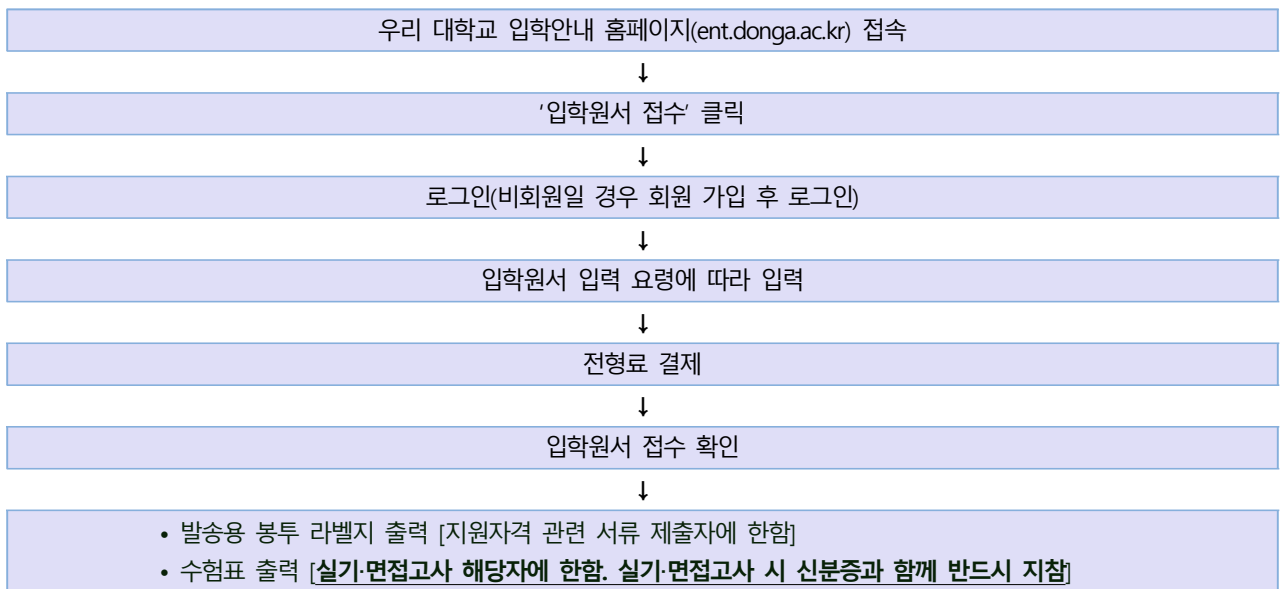 우리 대학교 입학안내 홈페이지(ent.donga.ac.kr) 접속
↓
'입학원서 접수' 클릭
↓
로그인(비회원일 경우 회원 가입 후 로그인)
↓
입학원서 입력 요령에 따라 입력
↓
전형료 결제
↓
입학원서 접수 확인
↓
• 발송용 봉투 라벨지 출력 [지원자격 관련 서류 제출자에 한함]
• 수험표 출력 [실기·면접고사 해당자에 한함. 실기·면접고사 시 신분증과 함께 반드시 지참]